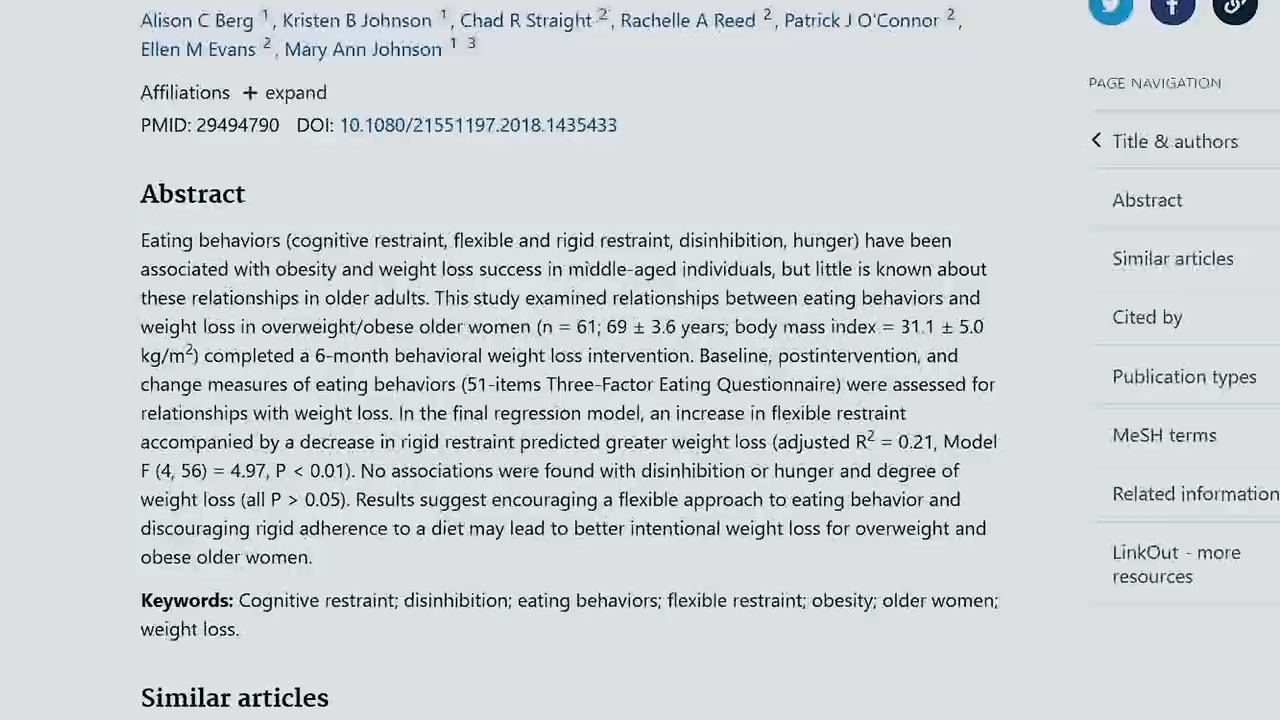 Alison C Berg 1, Kristen B Johnson 1, Chad R Straight 2, Rachelle A Reed 2, Patrick J O'Connor 2,
Ellen M Evans 2, Mary Ann Johnson 1 3
Affiliations + expand
PMID: 29494790 DOI: 10.1080/21551197.2018.1435433
Abstract
Eating behaviors (cognitive restraint, flexible and rigid restraint, disinhibition, hunger) have been
associated with obesity and weight loss success in middle-aged individuals, but little is known about
these relationships in older adults. This study examined relationships between eating behaviors and
weight loss in overweight/obese older women (n = 61; 69 ± 3.6 years; body mass index = 31.1 ± 5.0
kg/m2) completed a 6-month behavioral weight loss intervention. Baseline, postintervention, and
change measures of eating behaviors (51-items Three-Factor Eating Questionnaire) were assessed for
relationships with weight loss. In the final regression model, an increase in flexible restraint
accompanied by a decrease in rigid restraint predicted greater weight loss (adjusted R2 = 0.21, Model
F (4, 56) = 4.97, P < 0.01). No associations were found with disinhibition or hunger and degree of
weight loss (all P > 0.05). Results suggest encouraging a flexible approach to eating behavior and
discouraging rigid adherence to a diet may lead to better intentional weight loss for overweight and
obese older women.
Keywords: Cognitive restraint; disinhibition; eating behaviors; flexible restraint; obesity; older women;
weight loss.
Similar articles
PAGE NAVIGATION
Title & authors
Abstract
Similar articles
Cited by
Publication types
MeSH terms
Related information
LinkOut - more
resources